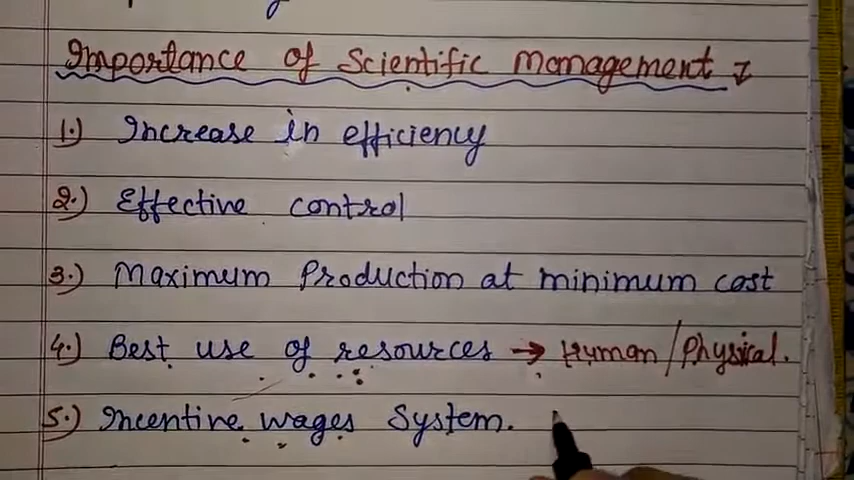 Importance of Scientific Management :
1.) Increase in efficiency
2.) Effective control
3.) Maximum Production at minimum cost
4.) Best use of resources → Human/Physical.
5.) Incentive wages System.